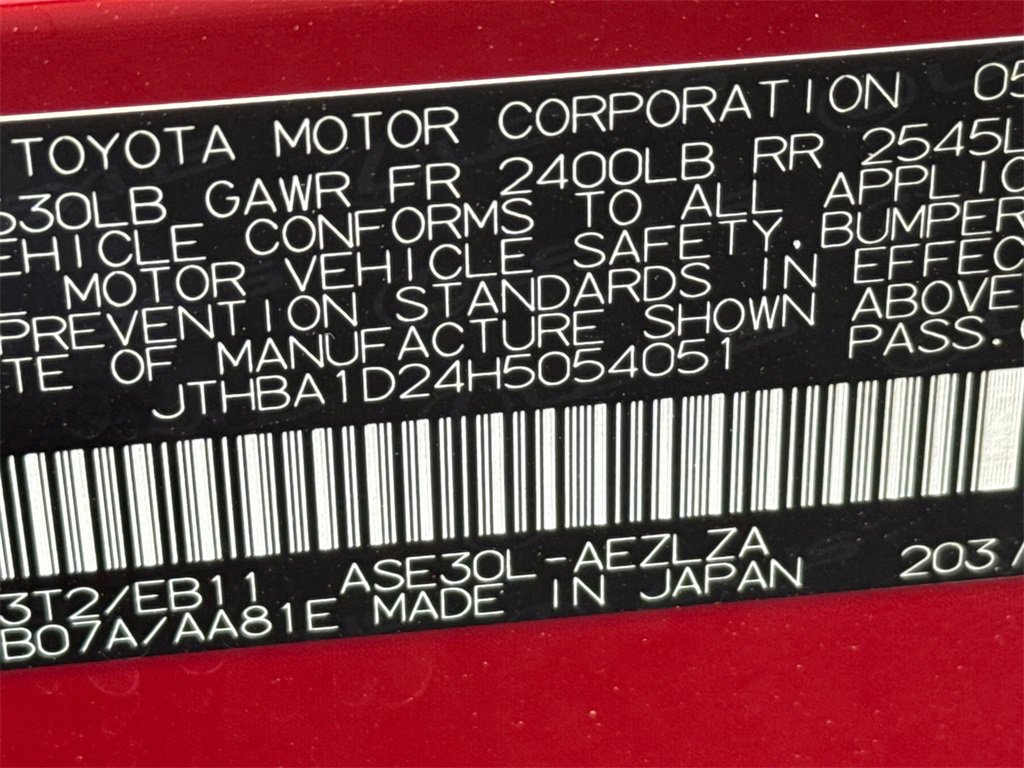 TOYOTA MOTOR CORPORATION 05
630LB GAWR FR 2400LB RR 2545L
EHICLE CONFORMS TO ALL APPLIC
MOTOR VEHICLE SAFETY, BUMPER
PREVENTION STANDARDS IN EFFEC
TE OF MANUFACTURE SHOWN ABOVE
JTHBA1D24H5054051 PASS.
3T2/EB11 ASE30L-AEZLZA 203
B07A/AA81E MADE IN JAPAN